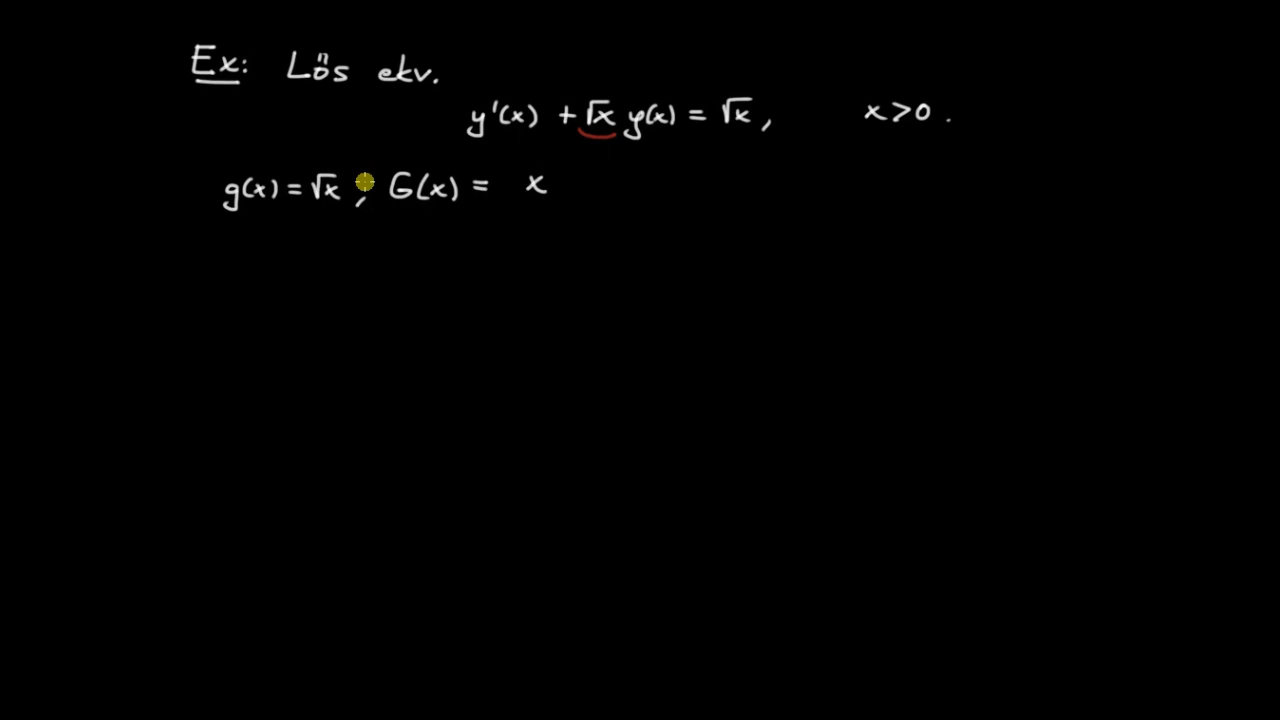 Ex: Lös ekv.
y'(x) + √x y(x) = √x, x>0.
g(x) = √x, G(x) = x